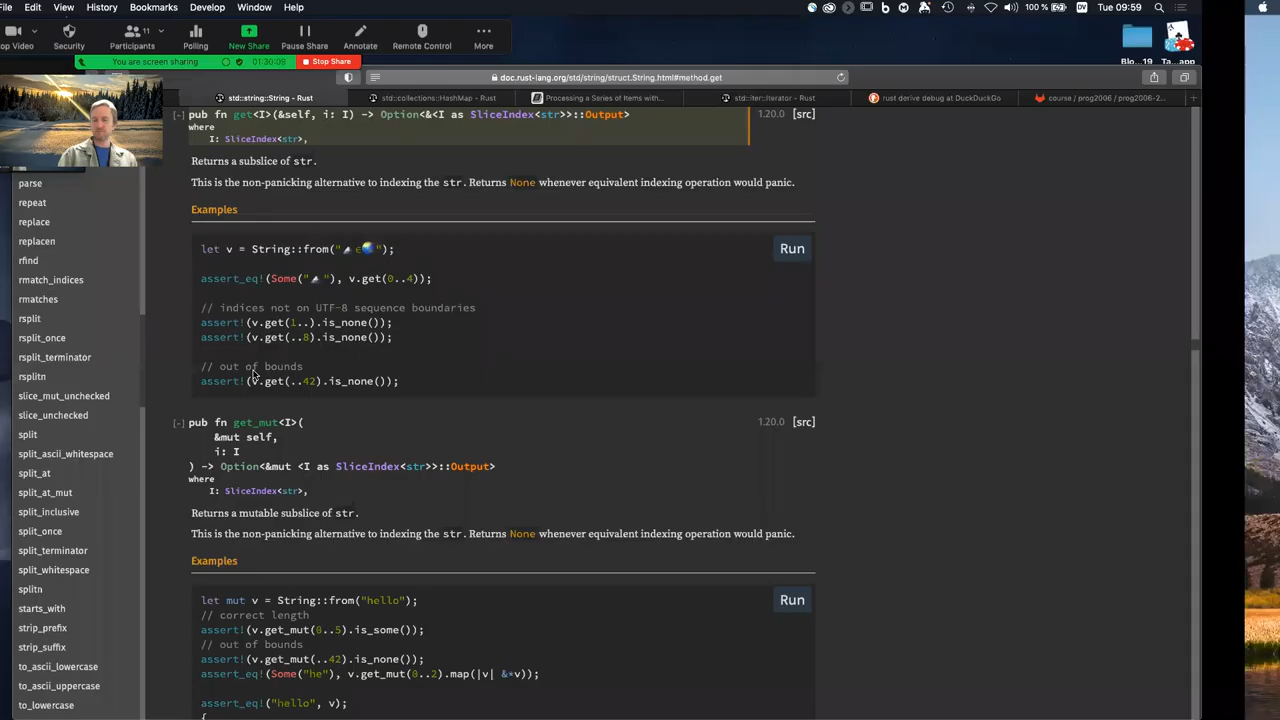 File Edit View History Bookmarks Develop Window Help 100 % DV Tue 09:59
op Video Security Participants 11 Polling New Share Pause Share Annotate Remote Control More
You are screen sharing 01:30:09 Stop Share
doc.rust-lang.org/std/string/struct.String.html#method.get
Blo...19 Ta...app
std::string::String - Rust std::collections::HashMap - Rust Processing a Series of Items with... std::iter::Iterator - Rust rust derive debug at DuckDuckGo course / prog2006 / prog2006-2...
pub fn get<I>(&self, i: I) -> Option<&<I as SliceIndex<str>>::Output> 1.20.0 [src]
where
I: SliceIndex<str>,
Returns a subslice of str.
This is the non-panicking alternative to indexing the str. Returns None whenever equivalent indexing operation would panic.
Examples
let v = String::from("🗻∈🌏"); Run
assert_eq!(Some("🗻"), v.get(0..4));
// indices not on UTF-8 sequence boundaries
assert!(v.get(1..).is_none());
assert!(v.get(..8).is_none());
// out of bounds
assert!(v.get(..42).is_none());
[-] pub fn get_mut<I>( 1.20.0 [src]
&mut self,
i: I
) -> Option<&mut <I as SliceIndex<str>>::Output>
where
I: SliceIndex<str>,
Returns a mutable subslice of str.
This is the non-panicking alternative to indexing the str. Returns None whenever equivalent indexing operation would panic.
Examples
let mut v = String::from("hello"); Run
// correct length
assert!(v.get_mut(0..5).is_some());
// out of bounds
assert!(v.get_mut(..42).is_none());
assert_eq!(Some("he"), v.get_mut(0..2).map(|v| &*v));
assert_eq!("hello", v);
{
parse
repeat
replace
replacen
rfind
rmatch_indices
rmatches
rsplit
rsplit_once
rsplit_terminator
rsplitn
slice_mut_unchecked
slice_unchecked
split
split_ascii_whitespace
split_at
split_at_mut
split_inclusive
split_once
split_terminator
split_whitespace
splitn
starts_with
strip_prefix
strip_suffix
to_ascii_lowercase
to_ascii_uppercase
to_lowercase